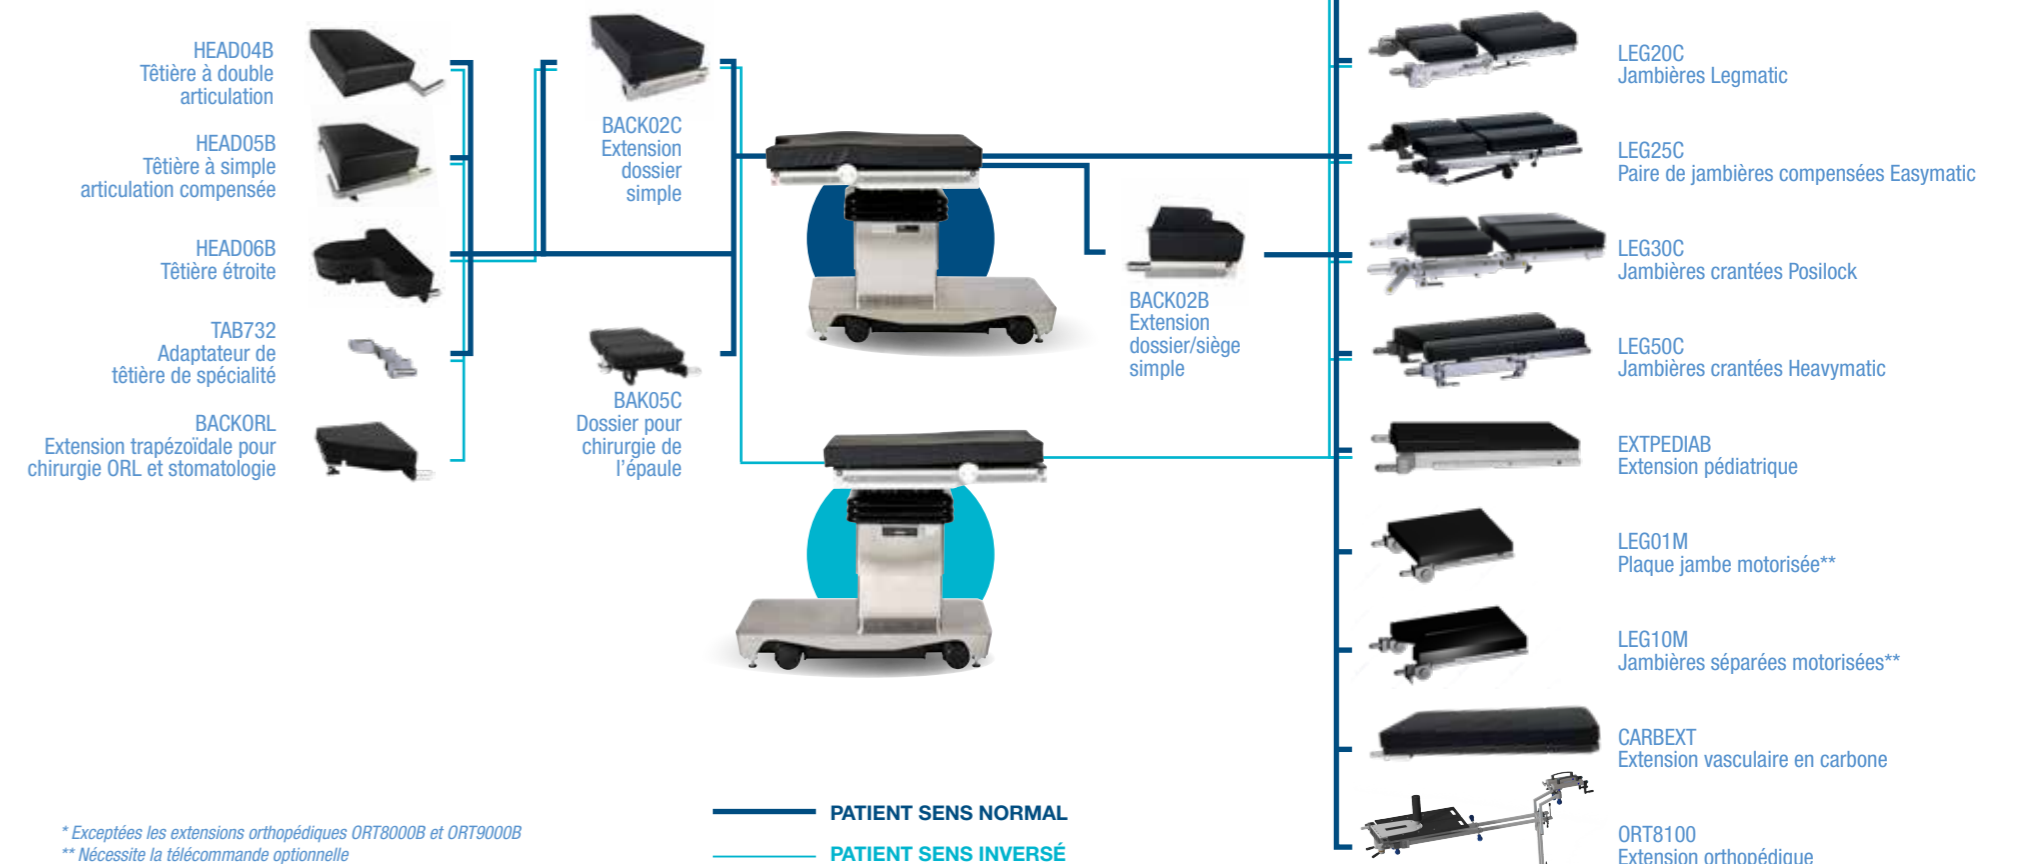 HEAD04B
Têtière à double
articulation
HEAD05B
Têtière à simple
articulation compensée
HEAD06B
Têtière étroite
TAB732
Adaptateur de
têtière de spécialité
BACKORL
Extension trapézoïdale pour
chirurgie ORL et stomatologie
BACK02C
Extension
dossier
simple
BAK05C
Dossier pour
chirurgie de
l’épaule
BACK02B
Extension
dossier/siège
simple
LEG20C
Jambières Legmatic
LEG25C
Paire de jambières compensées Easymatic
LEG30C
Jambières crantées Posilock
LEG50C
Jambières crantées Heavymatic
EXTPEDIAB
Extension pédiatrique
LEG01M
Plaque jambe motorisée**
LEG10M
Jambières séparées motorisées**
CARBEXT
Extension vasculaire en carbone
ORT8100
Extension orthopédique
PATIENT SENS NORMAL
PATIENT SENS INVERSÉ
* Exceptées les extensions orthopédiques ORT8000B et ORT9000B
** Nécessite la télécommande optionnelle